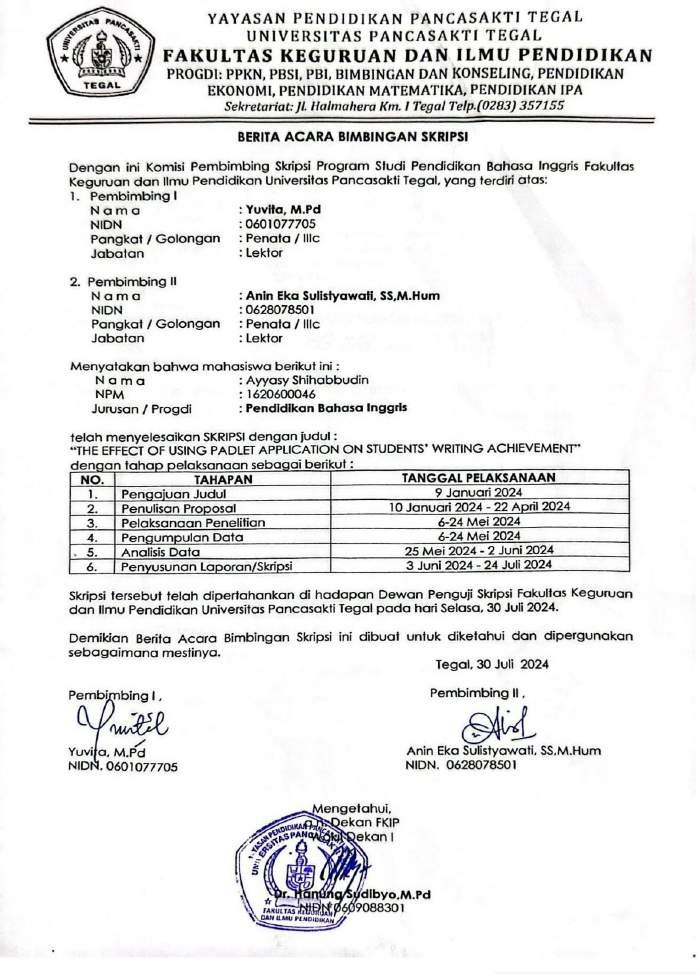 YAYASAN PENDIDIKAN PANCASAKTI TEGAL
UNIVERSITAS PANCASAKTI TEGAL
FAKULTAS KEGURUAN DAN ILMU PENDIDIKAN
PROGDI: PPKN, PBSI, PBI, BIMBINGAN DAN KONSELING, PENDIDIKAN
EKONOMI, PENDIDIKAN MATEMATIKA, PENDIDIKAN IPA
Sekretariat: Jl. Halmahera Km. I Tegal Telp.(0283) 357155
UNIVERSITAS PANCASAKTI
TEGAL
BERITA ACARA BIMBINGAN SKRIPSI
Dengan ini Komisi Pembimbing Skripsi Program Studi Pendidikan Bahasa Inggris Fakultas
Keguruan dan Ilmu Pendidikan Universitas Pancasakti Tegal, yang terdiri atas:
1. Pembimbing I
N a m a : Yuvita, M.Pd
NIDN : 0601077705
Pangkat / Golongan : Penata / IIIc
Jabatan : Lektor
2. Pembimbing II
N a m a : Anin Eka Sulistyawati, SS,M.Hum
NIDN : 0628078501
Pangkat / Golongan : Penata / IIIc
Jabatan : Lektor
Menyatakan bahwa mahasiswa berikut ini :
N a m a : Ayyasy Shihabbudin
NPM : 1620600046
Jurusan / Progdi : Pendidikan Bahasa Inggris
telah menyelesaikan SKRIPSI dengan judul :
"THE EFFECT OF USING PADLET APPLICATION ON STUDENTS' WRITING ACHIEVEMENT"
dengan tahap pelaksanaan sebagai berikut :
NO. TAHAPAN TANGGAL PELAKSANAAN
1. Pengajuan Judul 9 Januari 2024
2. Penulisan Proposal 10 Januari 2024 - 22 April 2024
3. Pelaksanaan Penelitian 6-24 Mei 2024
4. Pengumpulan Data 6-24 Mei 2024
5. Analisis Data 25 Mei 2024 - 2 Juni 2024
6. Penyusunan Laporan/Skripsi 3 Juni 2024 - 24 Juli 2024
Skripsi tersebut telah dipertahankan di hadapan Dewan Penguji Skripsi Fakultas Keguruan
dan Ilmu Pendidikan Universitas Pancasakti Tegal pada hari Selasa, 30 Juli 2024.
Demikian Berita Acara Bimbingan Skripsi ini dibuat untuk diketahui dan dipergunakan
sebagaimana mestinya.
Tegal, 30 Juli 2024
Pembimbing I , Pembimbing II ,
Yuvita, M.Pd Anin Eka Sulistyawati, SS,M.Hum
NIDN. 0601077705 NIDN. 0628078501
Mengetahui,
Dekan FKIP
Dekan I
YAYASAN PENDIDIKAN
UNIVERSITAS
Dr. Hanung Sudibyo,M.Pd
NIDN 0609088301
FAKULTAS KEGURUAN
DAN ILMU PENDIDIKAN